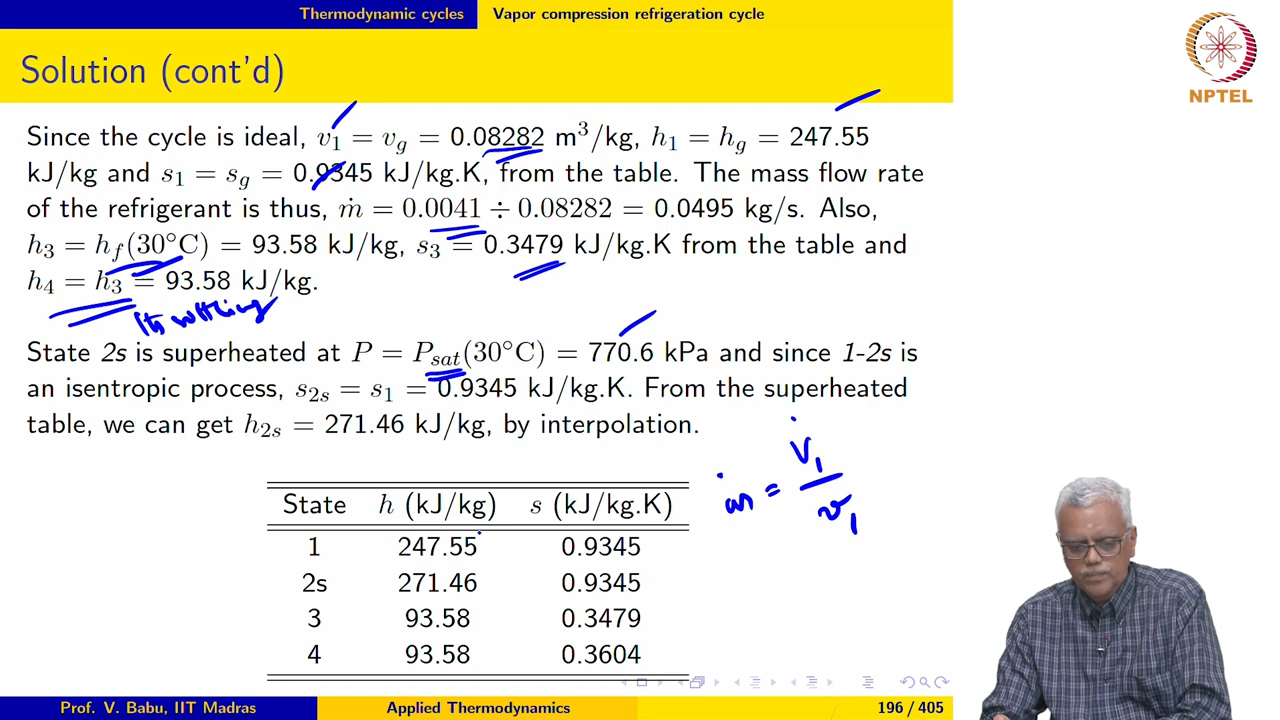 Thermodynamic cycles Vapor compression refrigeration cycle
Solution (cont'd)
NPTEL
Since the cycle is ideal, v₁ = v_g = 0.08282 m³/kg, h₁ = h_g = 247.55
kJ/kg and s₁ = s_g = 0.9345 kJ/kg.K, from the table. The mass flow rate
of the refrigerant is thus, ṁ = 0.0041 ÷ 0.08282 = 0.0495 kg/s. Also,
h₃ = h_f(30°C) = 93.58 kJ/kg, s₃ = 0.3479 kJ/kg.K from the table and
h₄ = h₃ = 93.58 kJ/kg.
Throttling
State 2s is superheated at P = P_sat(30°C) = 770.6 kPa and since 1-2s is
an isentropic process, s_2s = s₁ = 0.9345 kJ/kg.K. From the superheated
table, we can get h_2s = 271.46 kJ/kg, by interpolation.
ṁ = V̇₁ / v₁
State h (kJ/kg) s (kJ/kg.K)
1 247.55 0.9345
2s 271.46 0.9345
3 93.58 0.3479
4 93.58 0.3604
Prof. V. Babu, IIT Madras Applied Thermodynamics 196 / 405